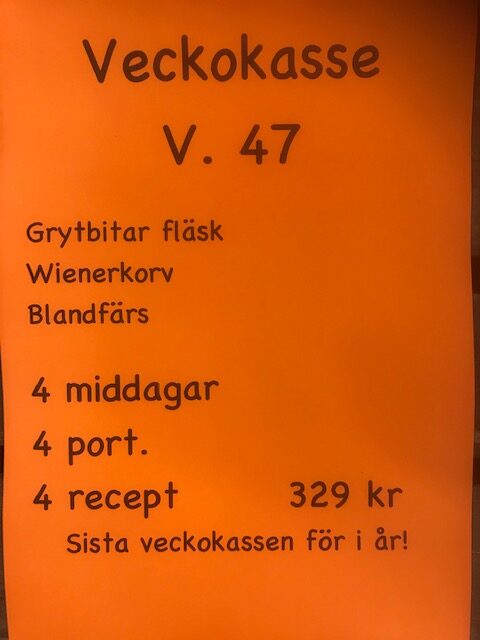 Veckokasse
V. 47
Grytbitar fläsk
Wienerkorv
Blandfärs
4 middagar
4 port.
4 recept 329 kr
Sista veckokassen för i år!